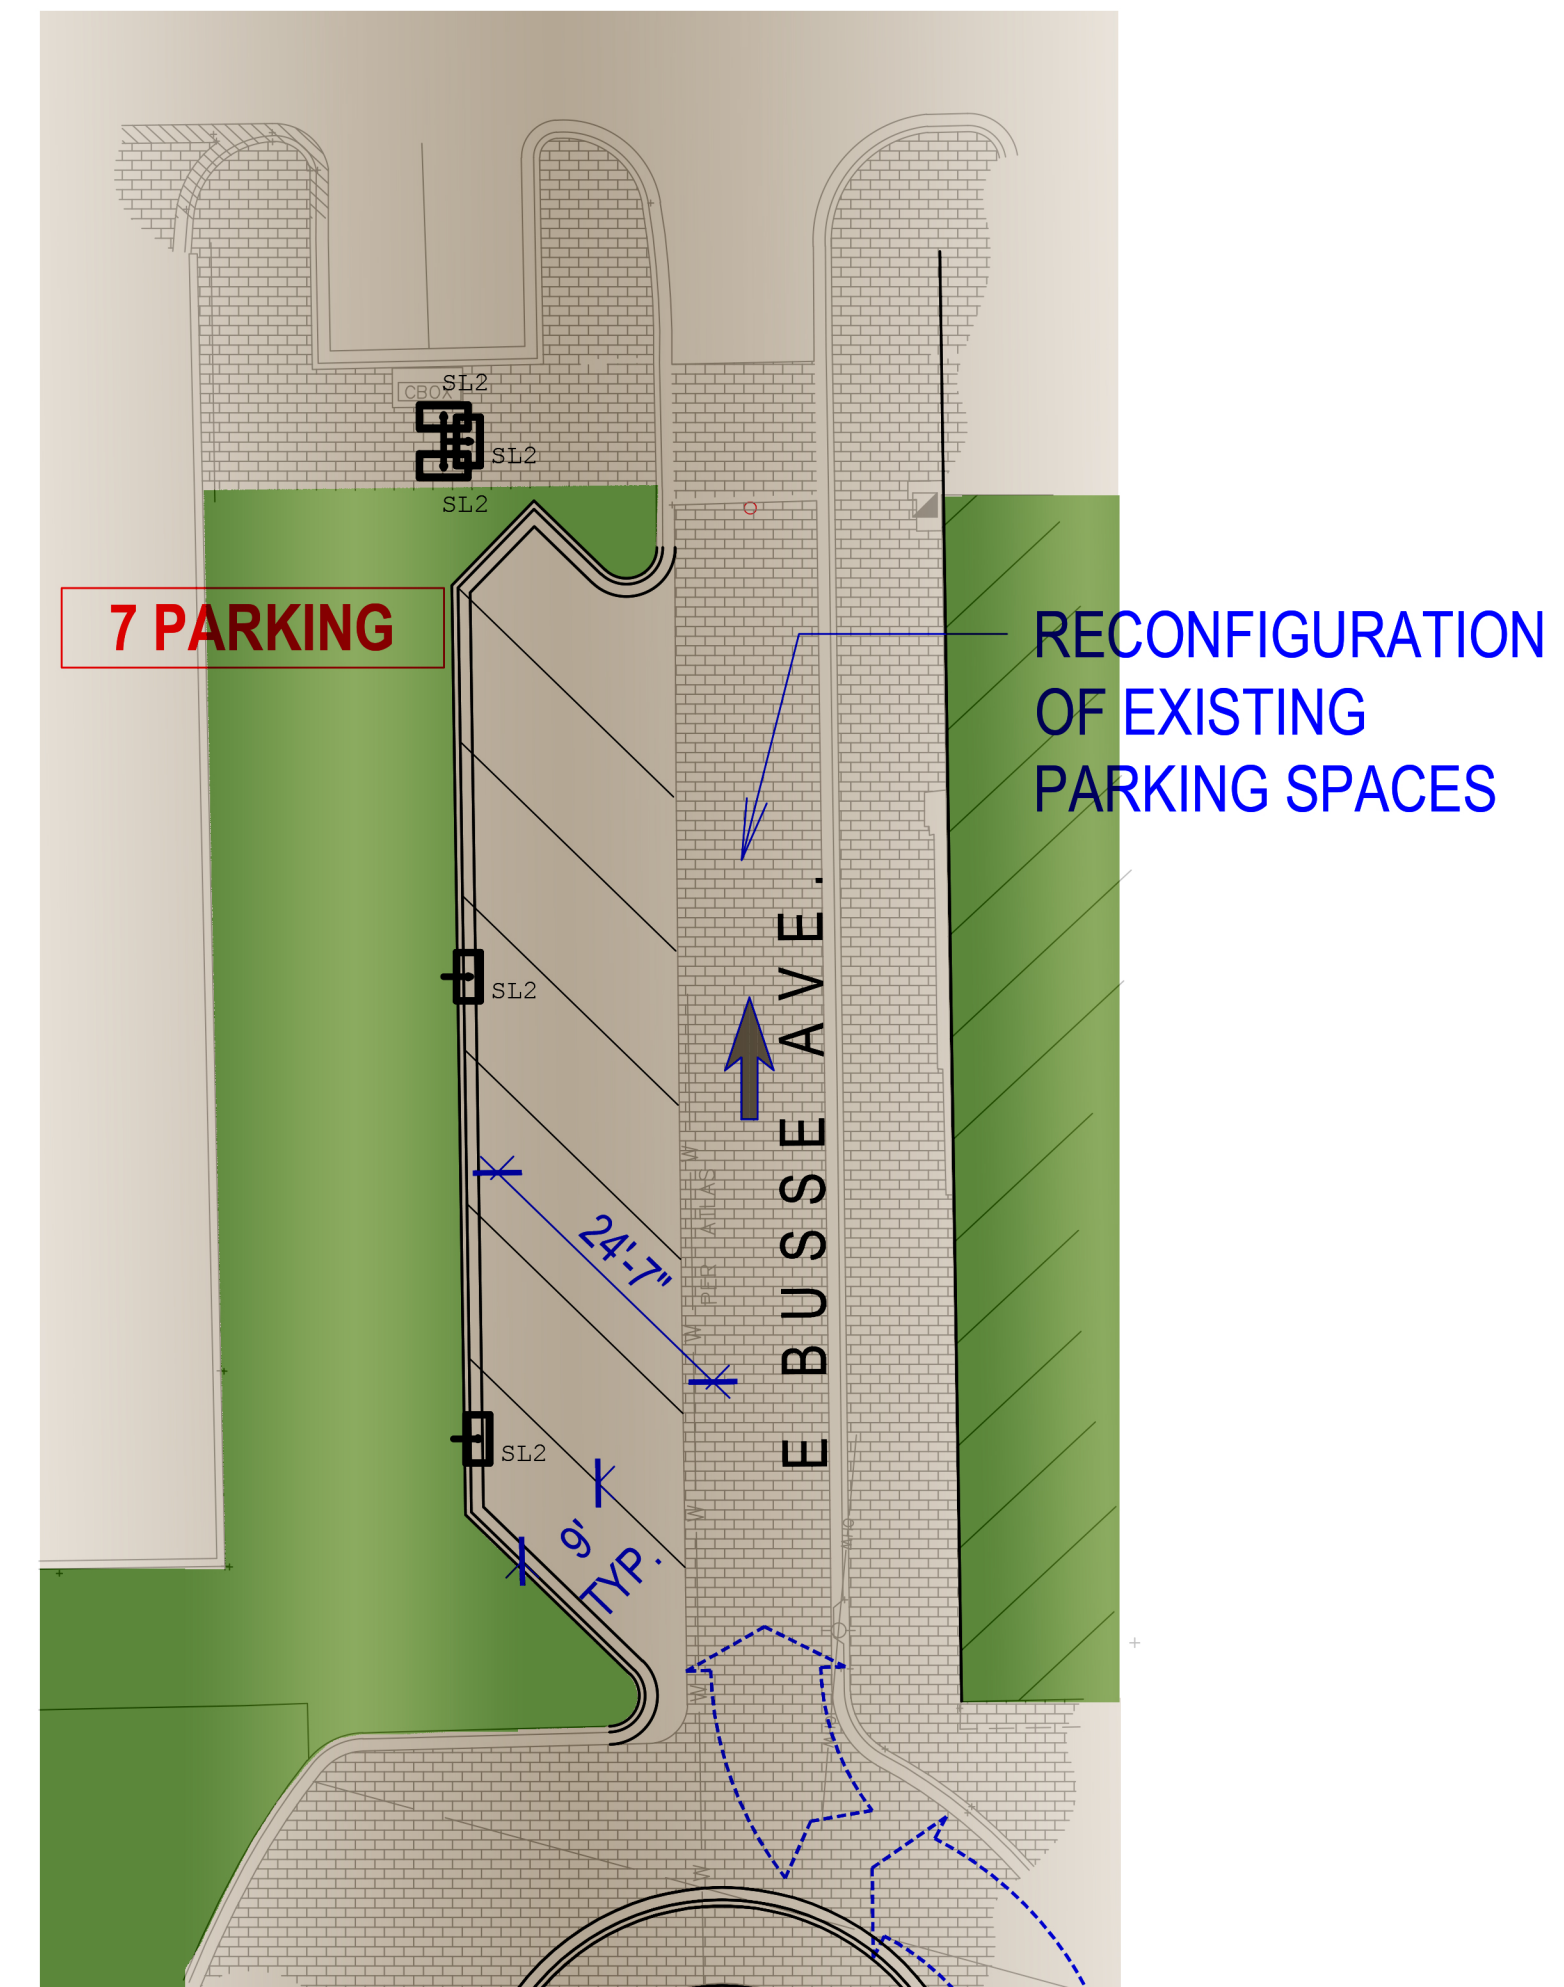 SL2
CBOX
SL2
SL2
7 PARKING
RECONFIGURATION
OF EXISTING
PARKING SPACES
E BUSSE AVE.
SL2
W
PER ATLAS
24'-7"
W
SL2
9'
TYP.
W
W
W